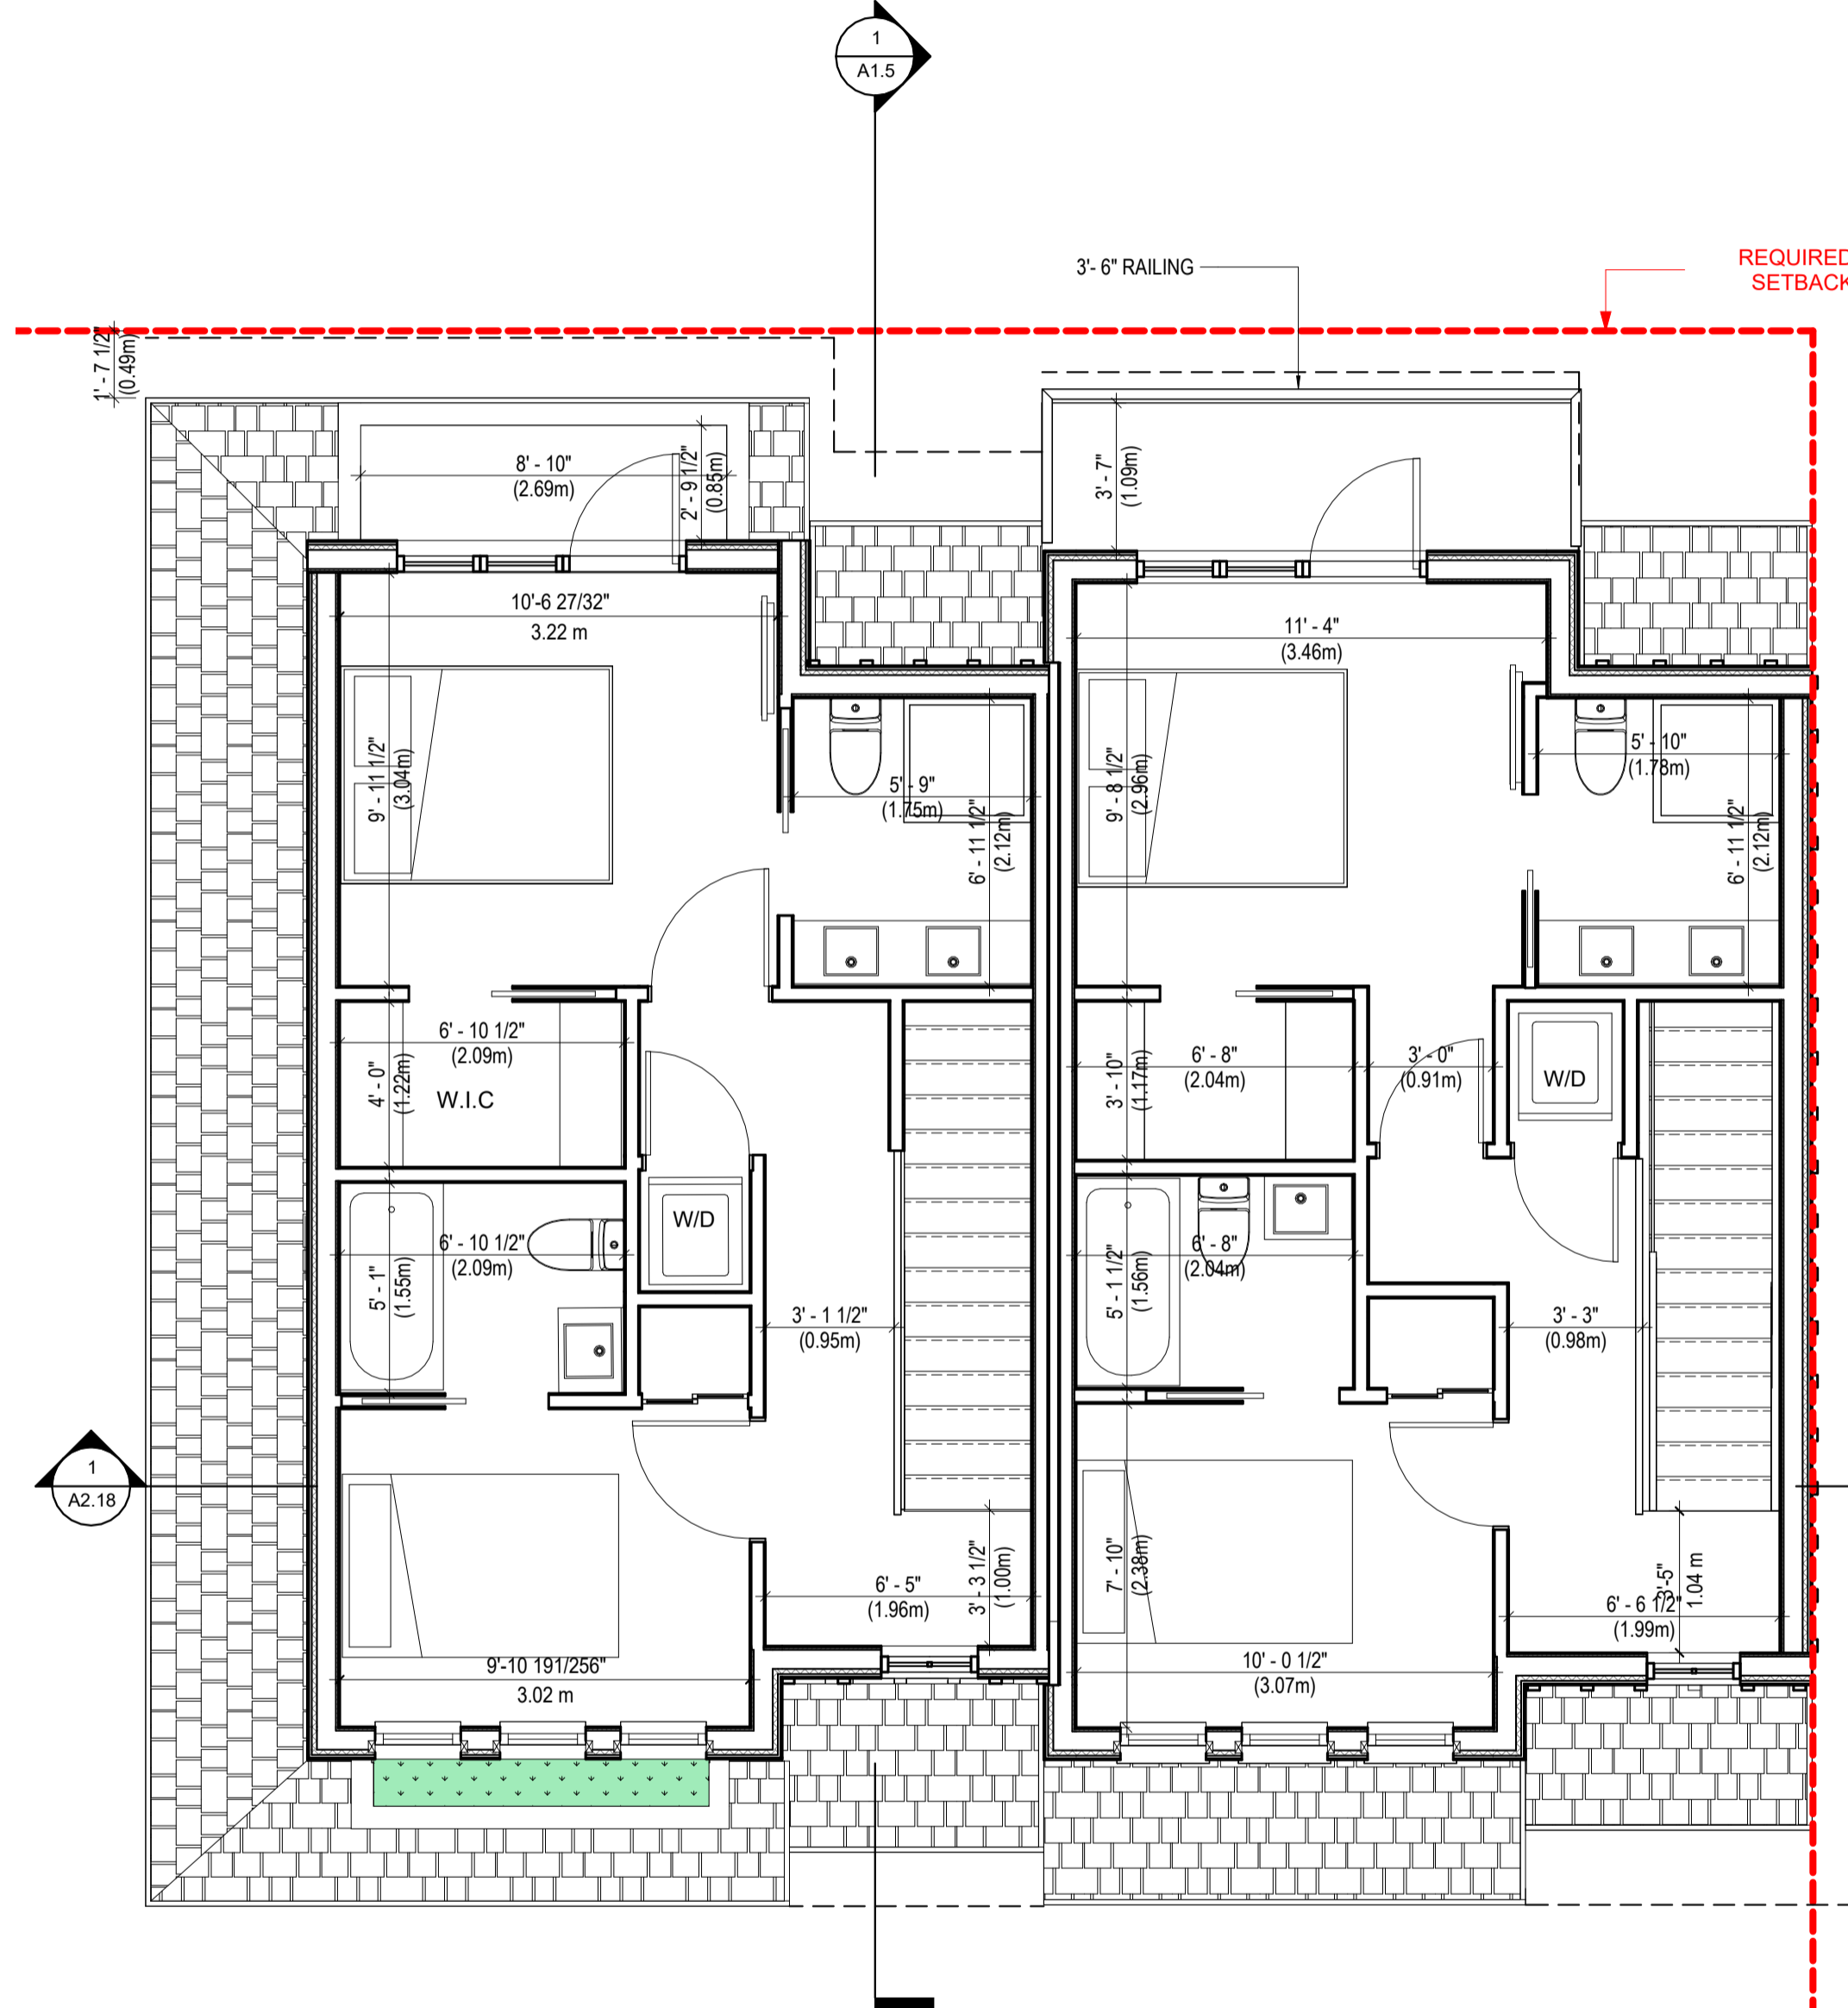 1
A1.5
3'- 6" RAILING
REQUIRED
SETBACK
1' - 7 1/2"
(0.49m)
8' - 10"
(2.69m)
2' - 9 1/2"
(0.85m)
3' - 7"
(1.09m)
10'-6 27/32"
3.22 m
11' - 4"
(3.46m)
9' - 11 1/2"
(3.04m)
5' - 9"
(1.75m)
6' - 11 1/2"
(2.12m)
9' - 8 1/2"
(2.96m)
5' - 10"
(1.78m)
6' - 11 1/2"
(2.12m)
6' - 10 1/2"
(2.09m)
4' - 0"
(1.22m)
W.I.C
3' - 10"
(1.17m)
6' - 8"
(2.04m)
3' - 0"
(0.91m)
W/D
W/D
6' - 10 1/2"
(2.09m)
5' - 1"
(1.55m)
6' - 8"
(2.04m)
5' - 1 1/2"
(1.56m)
3' - 1 1/2"
(0.95m)
3' - 3"
(0.98m)
1
A2.18
6' - 5"
(1.96m)
3' - 3 1/2"
(1.00m)
7' - 10"
(2.38m)
3'-5"
1.04 m
6' - 6 1/2"
(1.99m)
9'-10 191/256"
3.02 m
10' - 0 1/2"
(3.07m)